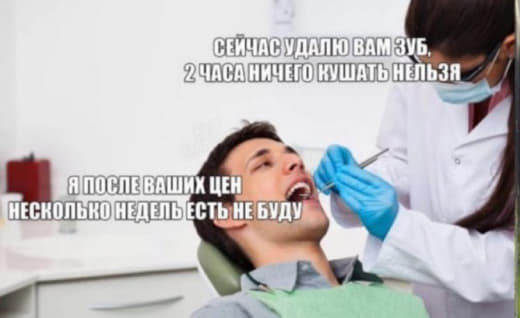 СЕЙЧАС УДАЛЮ ВАМ ЗУБ,
2 ЧАСА НИЧЕГО КУШАТЬ НЕЛЬЗЯ
Я ПОСЛЕ ВАШИХ ЦЕН
НЕСКОЛЬКО НЕДЕЛЬ ЕСТЬ НЕ БУДУ